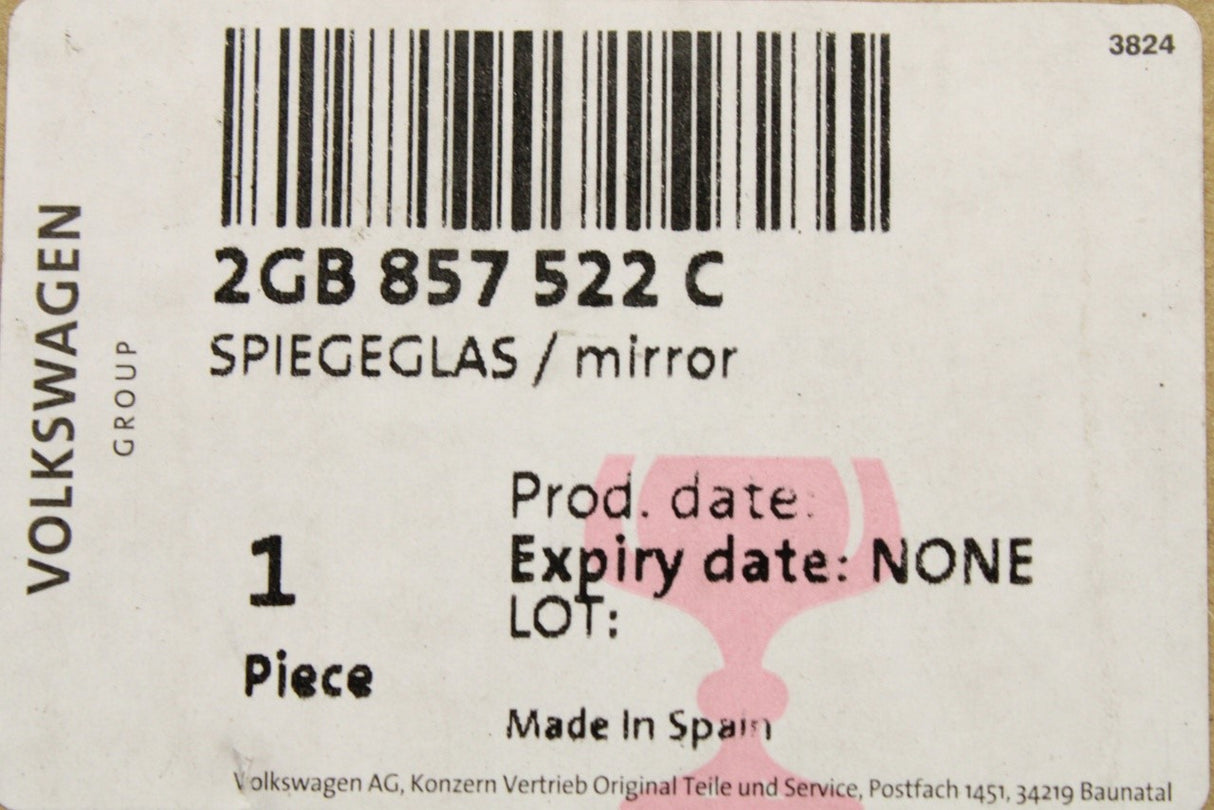 3824
2GB 857 522 C
SPIEGEGLAS / mirror
VOLKSWAGEN
GROUP
Prod. date:
Expiry date: NONE
LOT:
1
Piece
Made In Spain
Volkswagen AG, Konzern Vertrieb Original Teile und Service, Postfach 1451, 34219 Baunatal